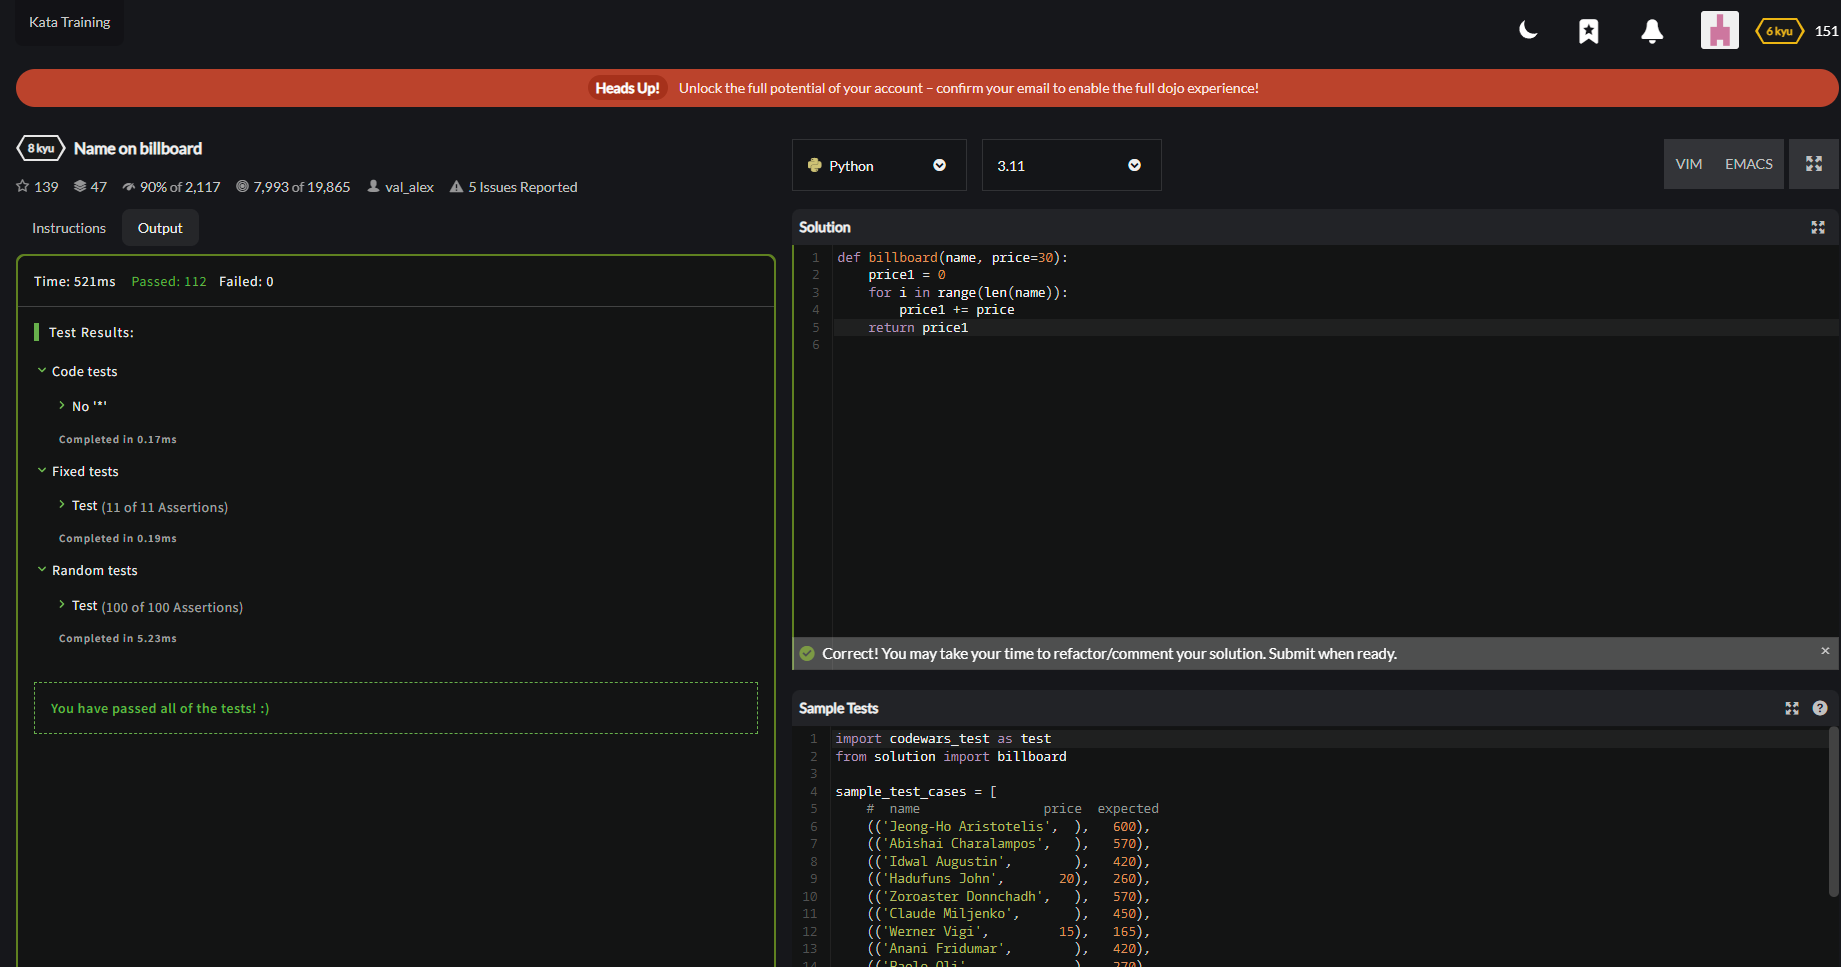 Kata Training
6 kyu 151
Heads Up! Unlock the full potential of your account – confirm your email to enable the full dojo experience!
8 kyu Name on billboard
139 47 90% of 2,117 7,993 of 19,865 val_alex 5 Issues Reported
Instructions Output
Time: 521ms Passed: 112 Failed: 0
Test Results:
Code tests
No '*'
Completed in 0.17ms
Fixed tests
Test (11 of 11 Assertions)
Completed in 0.19ms
Random tests
Test (100 of 100 Assertions)
Completed in 5.23ms
You have passed all of the tests! :)
Python 3.11 VIM EMACS
Solution
1 def billboard(name, price=30):
2     price1 = 0
3     for i in range(len(name)):
4         price1 += price
5     return price1
6
Correct! You may take your time to refactor/comment your solution. Submit when ready.
Sample Tests
1 import codewars_test as test
2 from solution import billboard
3
4 sample_test_cases = [
5     #  name                price  expected
6     (('Jeong-Ho Aristotelis',  ),   600),
7     (('Abishai Charalampos',   ),   570),
8     (('Idwal Augustin',        ),   420),
9     (('Hadufuns John',       20),   260),
10     (('Zoroaster Donnchadh',   ),   570),
11     (('Claude Miljenko',       ),   450),
12     (('Werner Vigi',         15),   165),
13     (('Anani Fridumar',        ),   420),
14     (('Paolo Oli',             ),   270),